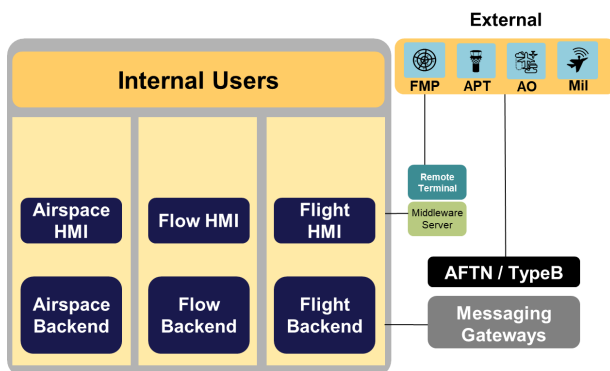 External
FMP
APT
AO
Mil
Internal Users
Remote
Terminal
Middleware
Server
Airspace
HMI
Flow HMI
Flight
HMI
AFTN / TypeB
Airspace
Backend
Flow
Backend
Flight
Backend
Messaging
Gateways